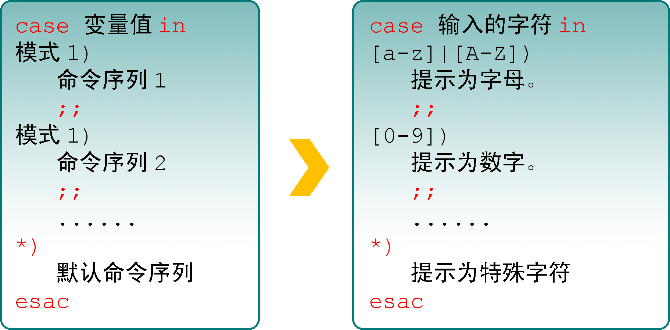 case 变量值 in
模式 1)
命令序列 1
;;
模式 1)
命令序列 2
;;
......
*)
默认命令序列
esac
case 输入的字符 in
[a-z]|[A-Z])
提示为字母。
;;
[0-9])
提示为数字。
;;
......
*)
提示为特殊字符
esac